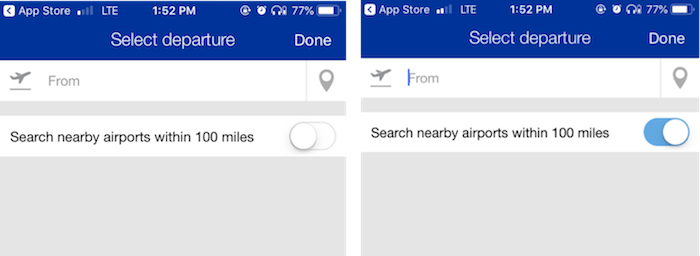 App Store LTE 1:52 PM 77%
Select departure Done
From
Search nearby airports within 100 miles
App Store LTE 1:52 PM 77%
Select departure Done
From
Search nearby airports within 100 miles